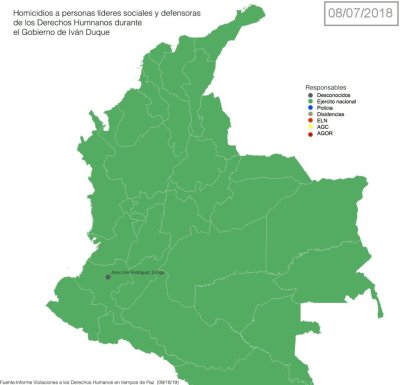 Homicidios a personas líderes sociales y defensoras
de los Derechos Humnanos durante
el Gobierno de Iván Duque
08/07/2018
Responsables
Desconocidos
Ejercito nacional
Policia
Disidencias
ELN
AGC
AGOR
José Uriel Rodríguez Zúñiga
Fuente:Informe Violaciones a los Derechos Humanos en tiempos de Paz (09/18/19)